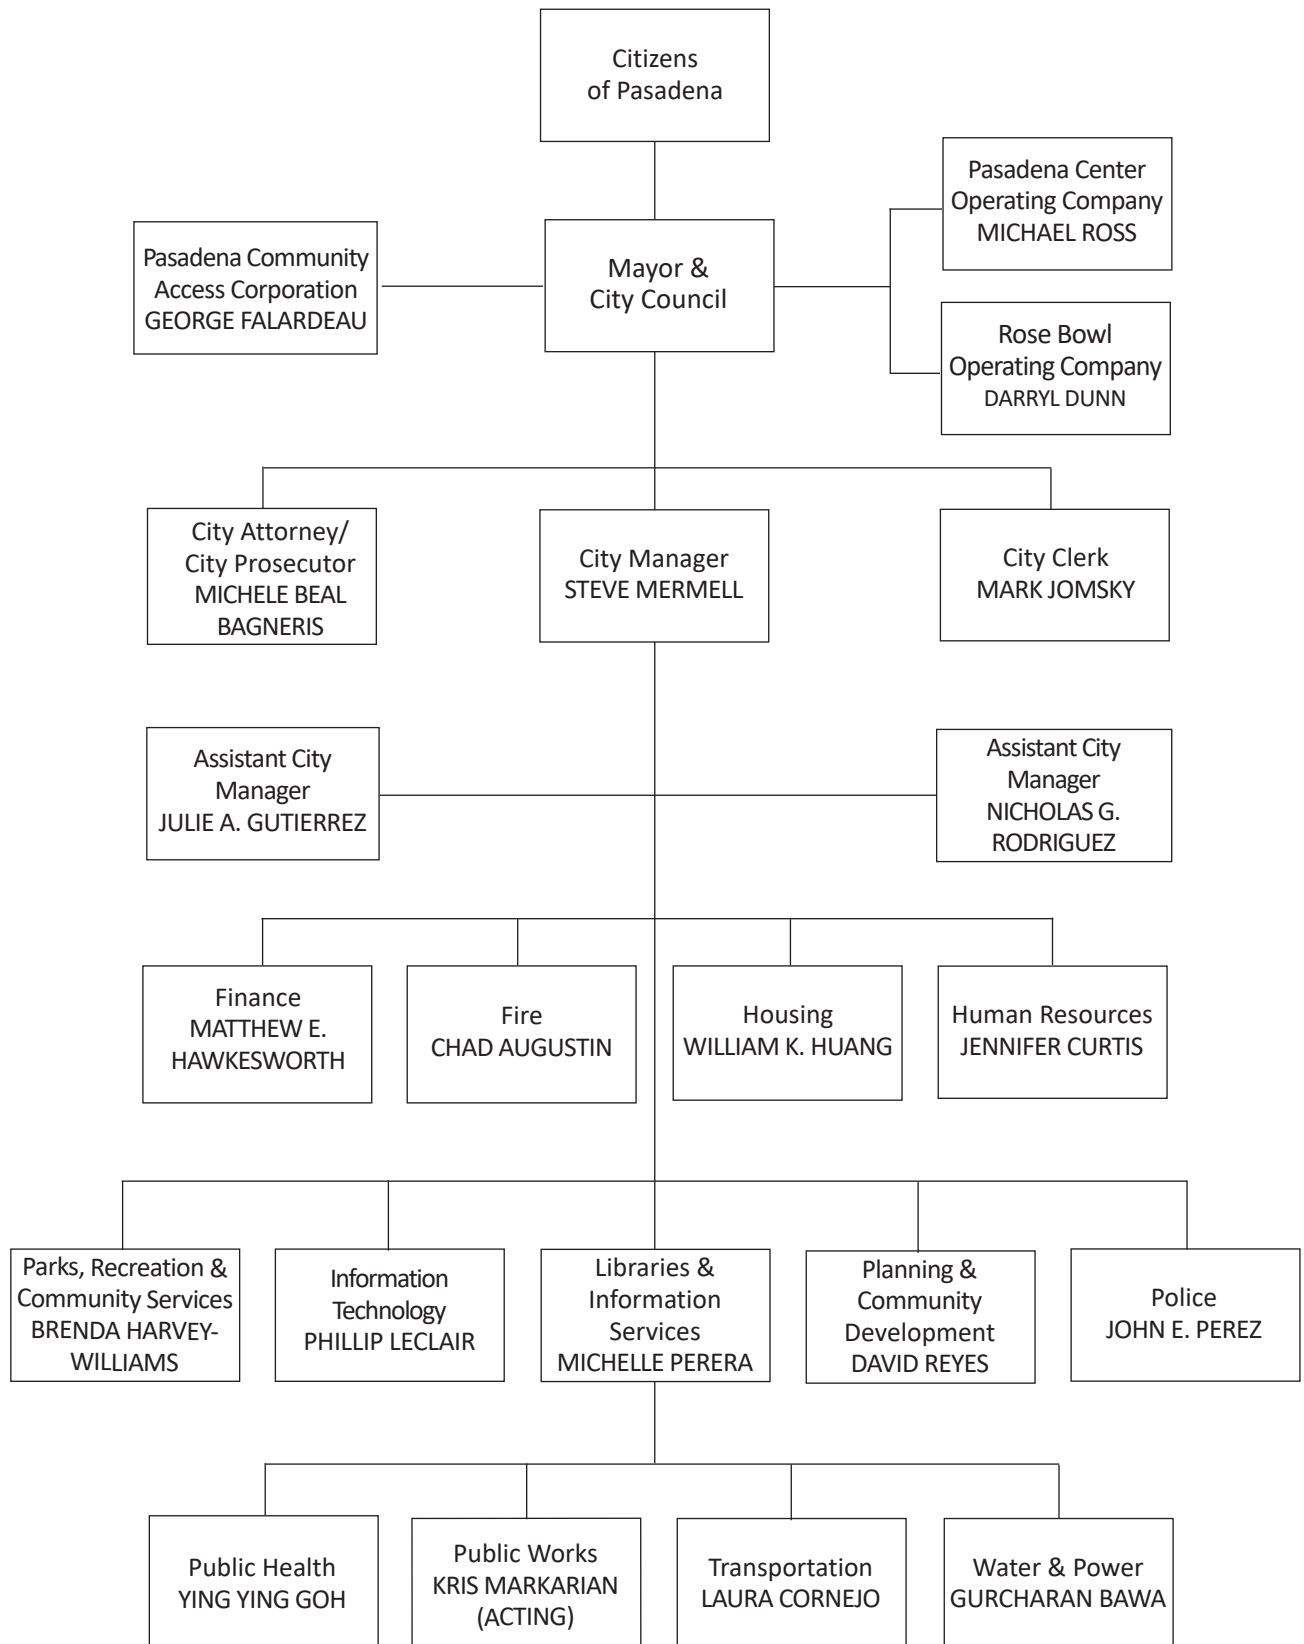 Citizens
of Pasadena
Pasadena Center
Operating Company
MICHAEL ROSS
Pasadena Community
Access Corporation
GEORGE FALARDEAU
Mayor &
City Council
Rose Bowl
Operating Company
DARRYL DUNN
City Attorney/
City Prosecutor
MICHELE BEAL
BAGNERIS
City Manager
STEVE MERMELL
City Clerk
MARK JOMSKY
Assistant City
Manager
JULIE A. GUTIERREZ
Assistant City
Manager
NICHOLAS G.
RODRIGUEZ
Finance
MATTHEW E.
HAWKESWORTH
Fire
CHAD AUGUSTIN
Housing
WILLIAM K. HUANG
Human Resources
JENNIFER CURTIS
Parks, Recreation &
Community Services
BRENDA HARVEY-
WILLIAMS
Information
Technology
PHILLIP LECLAIR
Libraries &
Information
Services
MICHELLE PERERA
Planning &
Community
Development
DAVID REYES
Police
JOHN E. PEREZ
Public Health
YING YING GOH
Public Works
KRIS MARKARIAN
(ACTING)
Transportation
LAURA CORNEJO
Water & Power
GURCHARAN BAWA